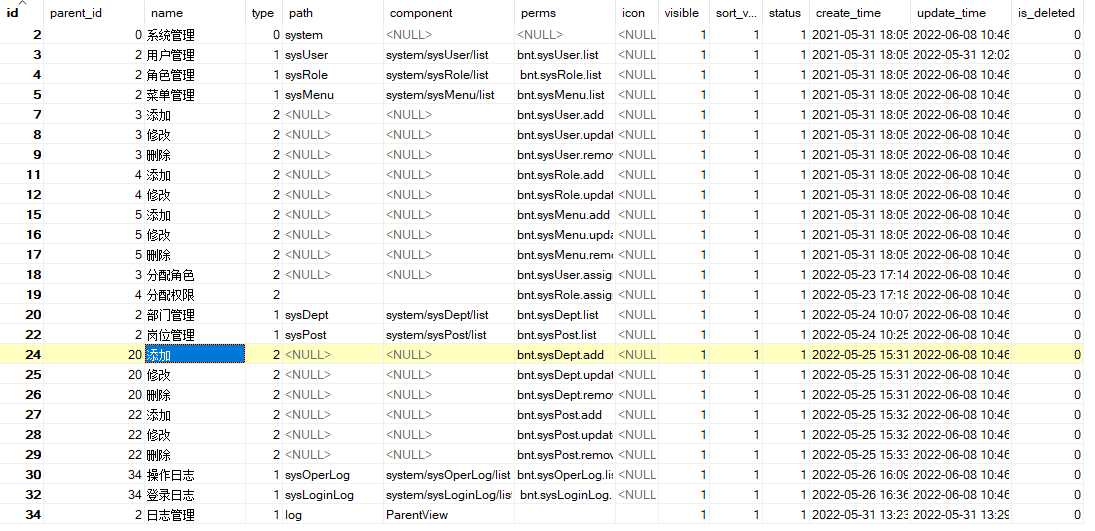 id parent_id name type path component perms icon visible sort_v... status create_time update_time is_deleted
2 0 系统管理 0 system <NULL> <NULL> <NULL 1 1 1 2021-05-31 18:05 2022-06-08 10:46 0
3 2 用户管理 1 sysUser system/sysUser/list bnt.sysUser.list <NULL 1 1 1 2021-05-31 18:05 2022-05-31 12:02 0
4 2 角色管理 1 sysRole system/sysRole/list bnt.sysRole.list <NULL 1 1 1 2021-05-31 18:05 2022-06-08 10:46 0
5 2 菜单管理 1 sysMenu system/sysMenu/list bnt.sysMenu.list <NULL 1 1 1 2021-05-31 18:05 2022-06-08 10:46 0
7 3 添加 2 <NULL> <NULL> bnt.sysUser.add <NULL 1 1 1 2021-05-31 18:05 2022-06-08 10:46 0
8 3 修改 2 <NULL> <NULL> bnt.sysUser.updat <NULL 1 1 1 2021-05-31 18:05 2022-06-08 10:46 0
9 3 删除 2 <NULL> <NULL> bnt.sysUser.remov <NULL 1 1 1 2021-05-31 18:05 2022-06-08 10:46 0
11 4 添加 2 <NULL> <NULL> bnt.sysRole.add <NULL 1 1 1 2021-05-31 18:05 2022-06-08 10:46 0
12 4 修改 2 <NULL> <NULL> bnt.sysRole.updat <NULL 1 1 1 2021-05-31 18:05 2022-06-08 10:46 0
15 5 添加 2 <NULL> <NULL> bnt.sysMenu.add <NULL 1 1 1 2021-05-31 18:05 2022-06-08 10:46 0
16 5 修改 2 <NULL> <NULL> bnt.sysMenu.upda <NULL 1 1 1 2021-05-31 18:05 2022-06-08 10:46 0
17 5 删除 2 <NULL> <NULL> bnt.sysMenu.rem <NULL 1 1 1 2021-05-31 18:05 2022-06-08 10:46 0
18 3 分配角色 2 <NULL> <NULL> bnt.sysUser.assig <NULL 1 1 1 2022-05-23 17:14 2022-06-08 10:46 0
19 4 分配权限 2 bnt.sysRole.assig <NULL 1 1 1 2022-05-23 17:18 2022-06-08 10:46 0
20 2 部门管理 1 sysDept system/sysDept/list bnt.sysDept.list <NULL 1 1 1 2022-05-24 10:07 2022-06-08 10:46 0
22 2 岗位管理 1 sysPost system/sysPost/list bnt.sysPost.list <NULL 1 1 1 2022-05-24 10:25 2022-06-08 10:46 0
24 20 添加 2 <NULL> <NULL> bnt.sysDept.add <NULL 1 1 1 2022-05-25 15:31 2022-06-08 10:46 0
25 20 修改 2 <NULL> <NULL> bnt.sysDept.updat <NULL 1 1 1 2022-05-25 15:31 2022-06-08 10:46 0
26 20 删除 2 <NULL> <NULL> bnt.sysDept.remov <NULL 1 1 1 2022-05-25 15:31 2022-06-08 10:46 0
27 22 添加 2 <NULL> <NULL> bnt.sysPost.add <NULL 1 1 1 2022-05-25 15:32 2022-06-08 10:46 0
28 22 修改 2 <NULL> <NULL> bnt.sysPost.updat <NULL 1 1 1 2022-05-25 15:32 2022-06-08 10:46 0
29 22 删除 2 <NULL> <NULL> bnt.sysPost.remov <NULL 1 1 1 2022-05-25 15:33 2022-06-08 10:46 0
30 34 操作日志 1 sysOperLog system/sysOperLog/list bnt.sysOperLog.lis <NULL 1 1 1 2022-05-26 16:09 2022-06-08 10:46 0
32 34 登录日志 1 sysLoginLog system/sysLoginLog/ bnt.sysLoginLog. <NULL 1 1 1 2022-05-26 16:36 2022-06-08 10:46 0
34 2 日志管理 1 log ParentView 1 1 1 2022-05-31 13:23 2022-05-31 13:29 0